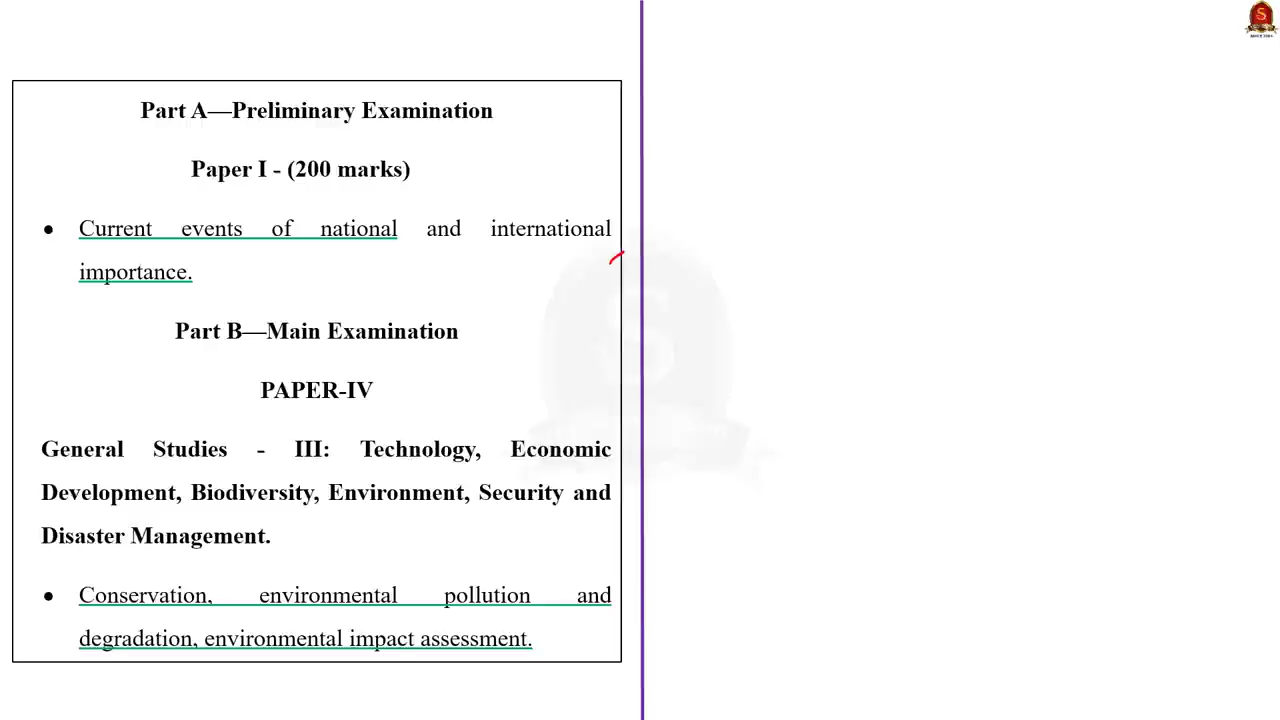 Part A—Preliminary Examination
Paper I - (200 marks)
• Current events of national and international
importance.
Part B—Main Examination
PAPER-IV
General Studies - III: Technology, Economic
Development, Biodiversity, Environment, Security and
Disaster Management.
• Conservation, environmental pollution and
degradation, environmental impact assessment.
S
S